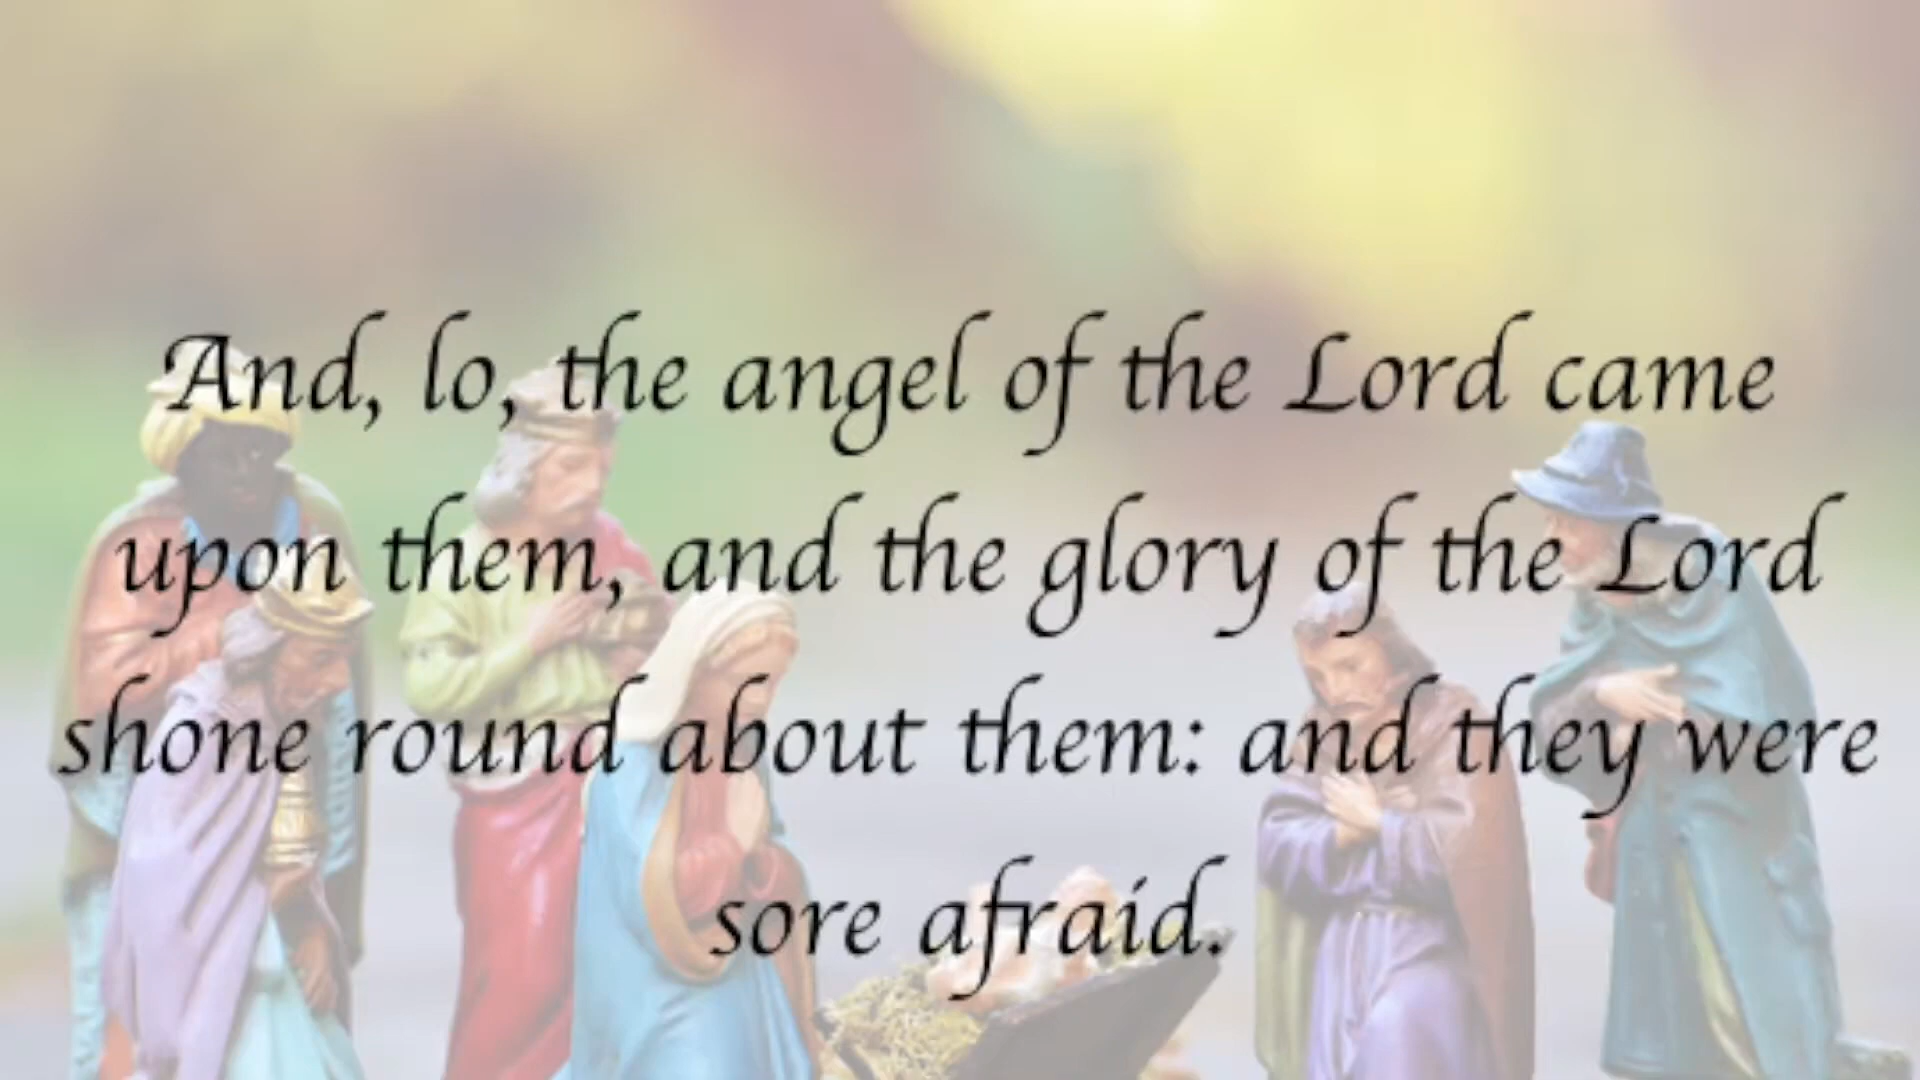 And, lo, the angel of the Lord came
upon them, and the glory of the Lord
shone round about them: and they were
sore afraid.